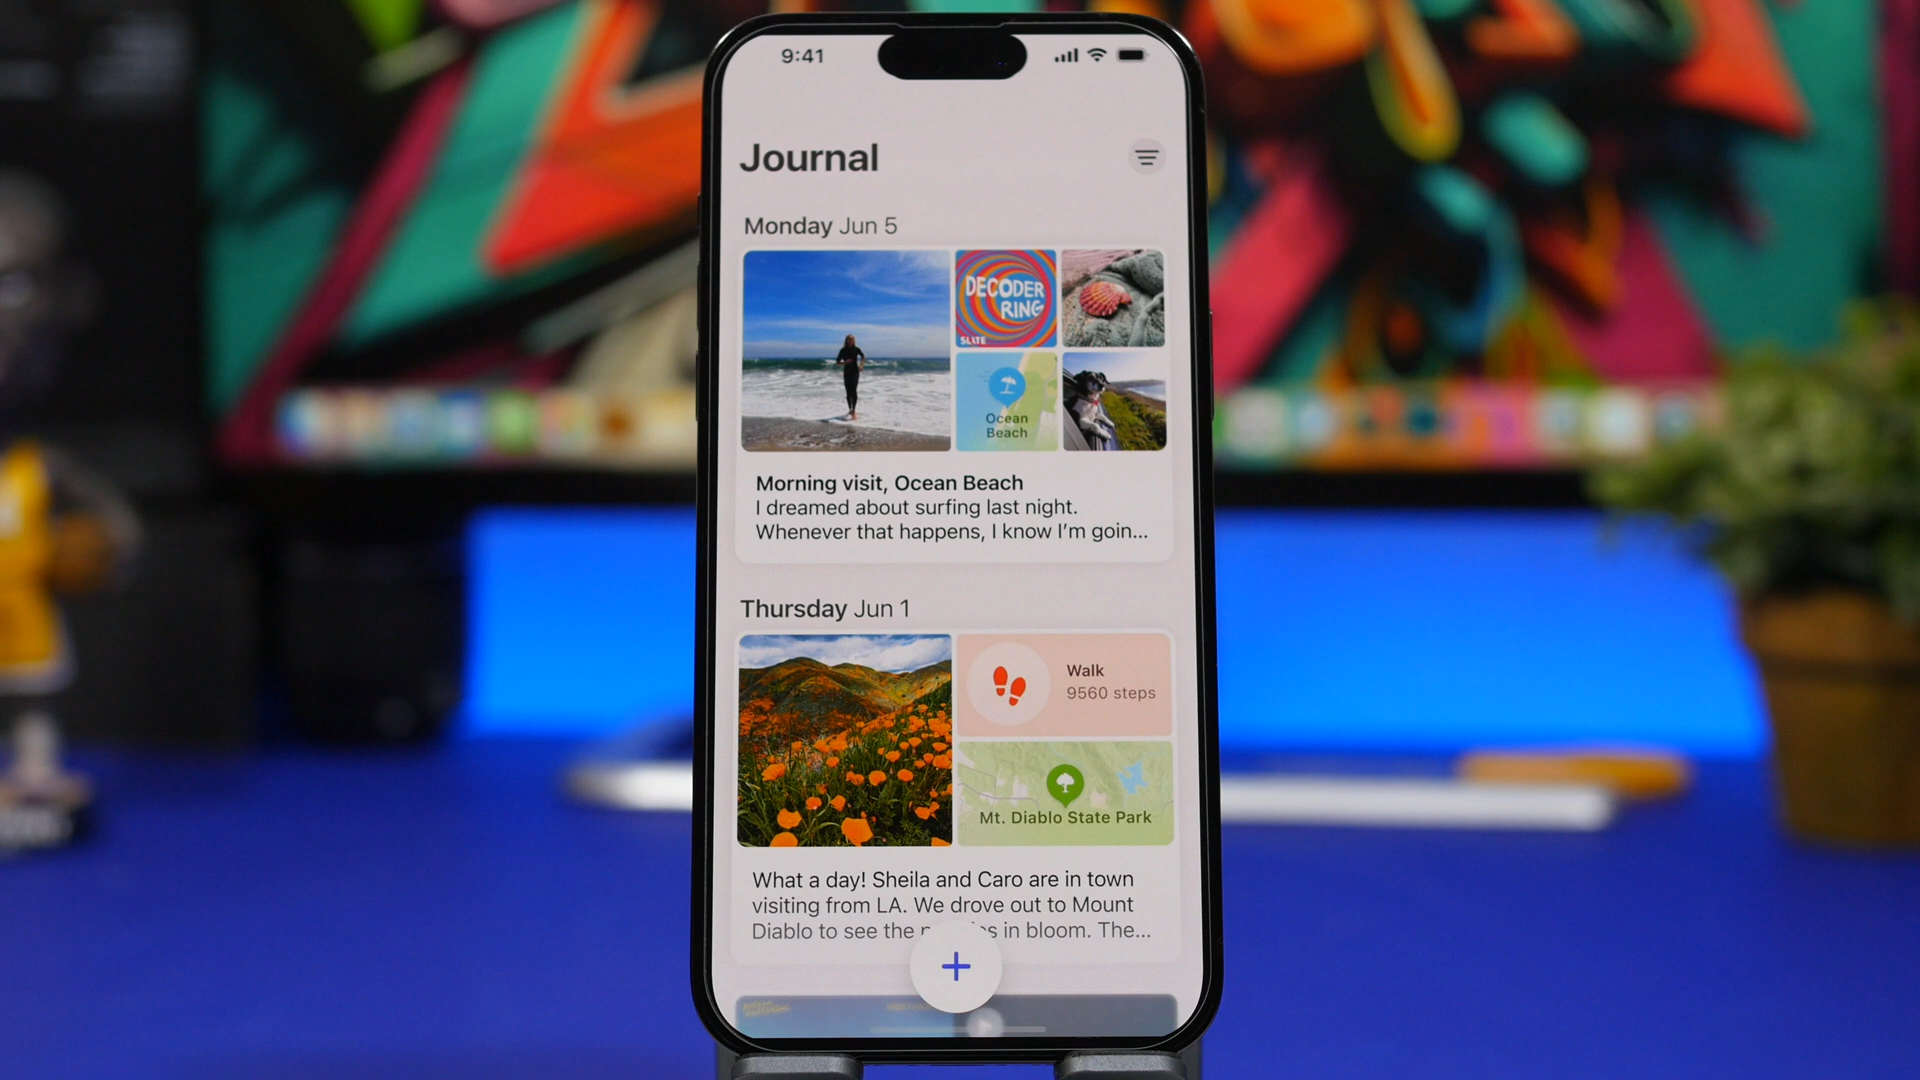 9:41
Journal
Monday Jun 5
DECODER
RING
SLATE
Ocean
Beach
Morning visit, Ocean Beach
I dreamed about surfing last night.
Whenever that happens, I know I'm goin...
Thursday Jun 1
Walk
9560 steps
Mt. Diablo State Park
What a day! Sheila and Caro are in town
visiting from LA. We drove out to Mount
Diablo to see the in bloom. The...
+